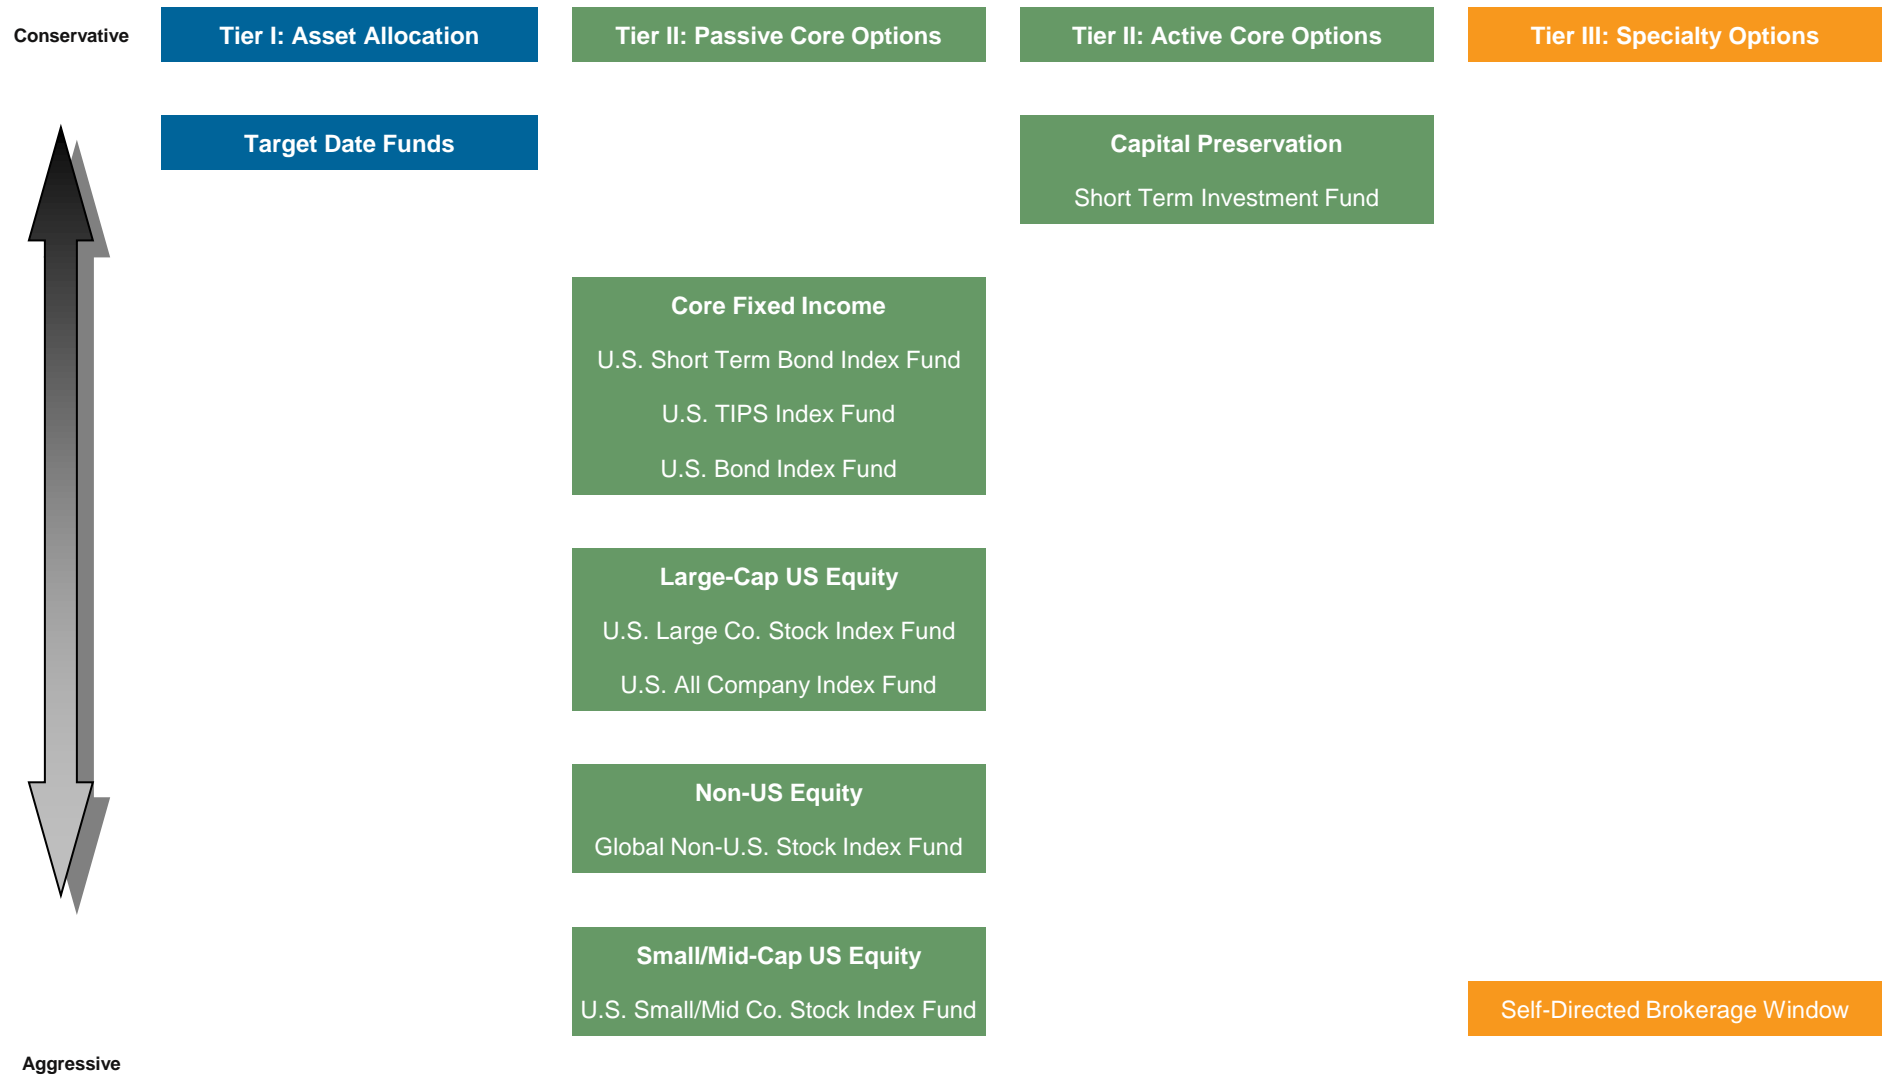 Conservative
Tier I: Asset Allocation
Tier II: Passive Core Options
Tier II: Active Core Options
Tier III: Specialty Options
Target Date Funds
Capital Preservation
Short Term Investment Fund
Core Fixed Income
U.S. Short Term Bond Index Fund
U.S. TIPS Index Fund
U.S. Bond Index Fund
Large-Cap US Equity
U.S. Large Co. Stock Index Fund
U.S. All Company Index Fund
Non-US Equity
Global Non-U.S. Stock Index Fund
Small/Mid-Cap US Equity
U.S. Small/Mid Co. Stock Index Fund
Self-Directed Brokerage Window
Aggressive